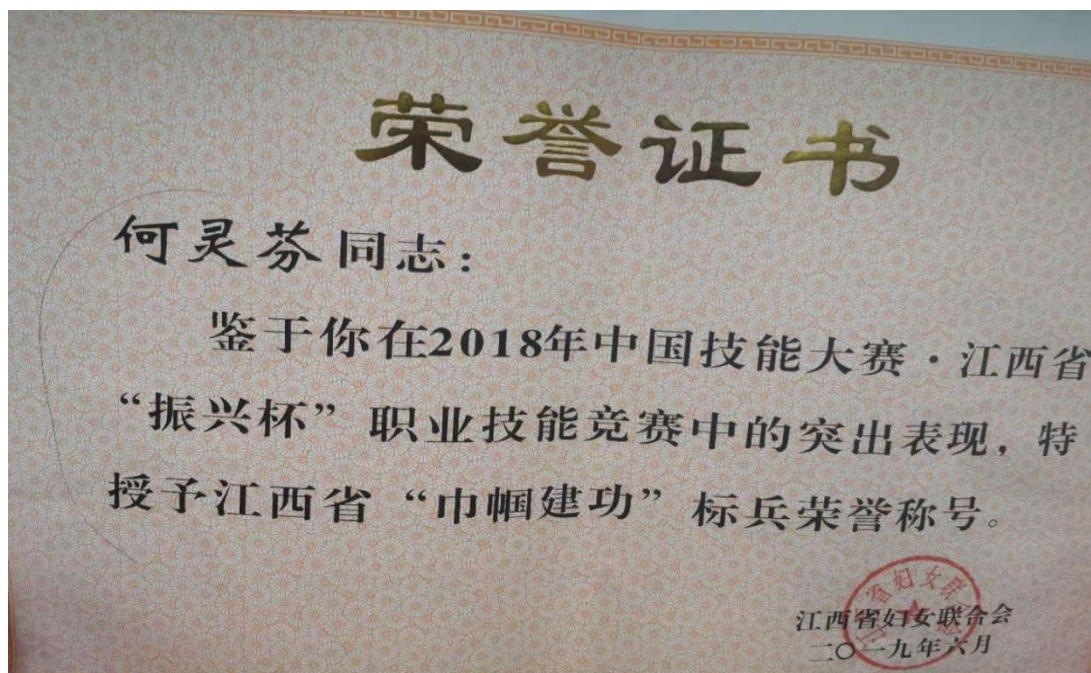 荣誉证书
何灵芬同志：
鉴于你在2018年中国技能大赛·江西省
“振兴杯”职业技能竞赛中的突出表现，特
授予江西省“巾帼建功”标兵荣誉称号。
江西省妇女联合会
二〇一九年六月